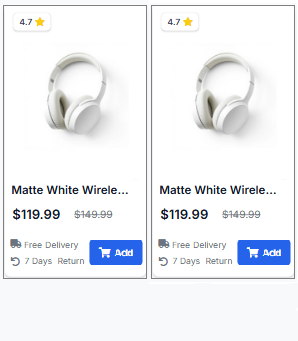 4.7
4.7
Matte White Wirele...
Matte White Wirele...
$119.99 $149.99
$119.99 $149.99
Free Delivery
7 Days Return
Add
Free Delivery
7 Days Return
Add